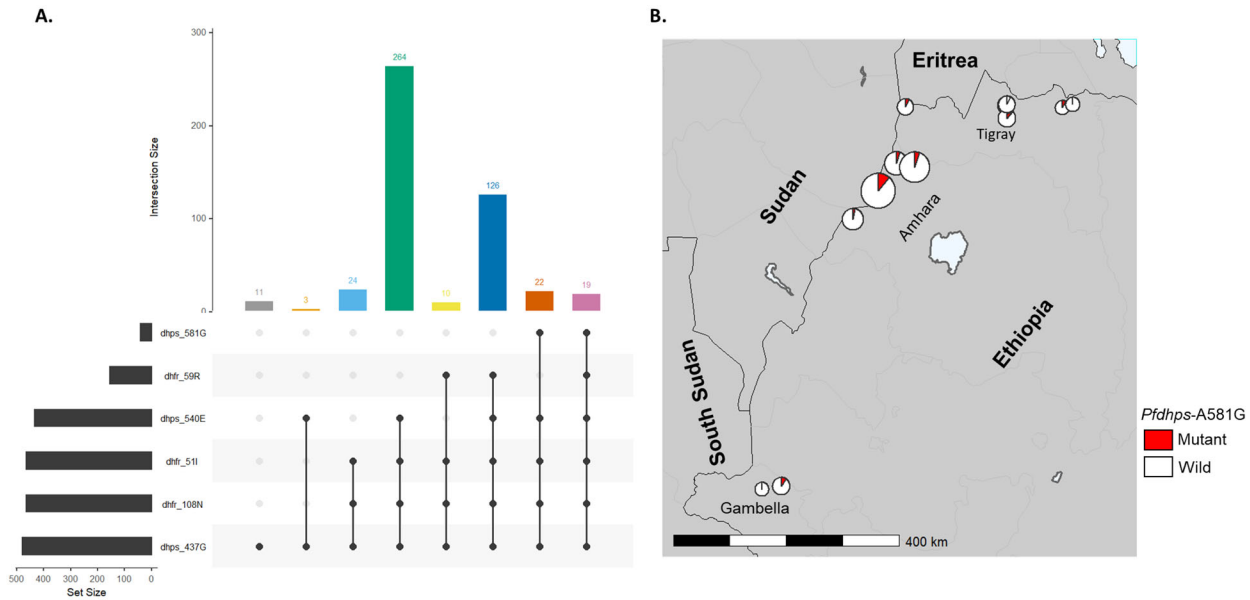 A.
300
200
100
0
Intersection Size
11
3
24
264
10
126
22
19
dhps_581G
dhfr_59R
dhps_540E
dhfr_51I
dhfr_108N
dhps_437G
500 400 300 200 100 0
Set Size
B.
Eritrea
Tigray
Sudan
Amhara
Ethiopia
South Sudan
Gambella
400 km
Pfdhps-A581G
Mutant
Wild